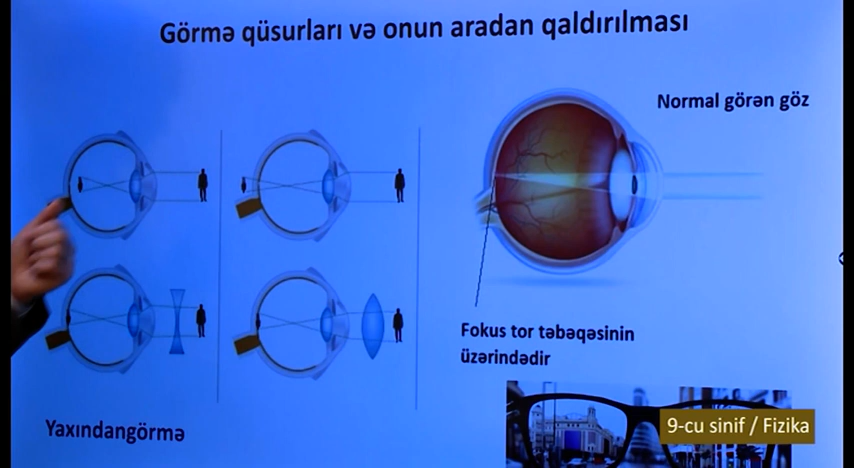 Görmə qüsurları və onun aradan qaldırılması
Normal görən göz
Fokus tor təbəqəsinin
üzərindədir
Yaxındangörmə
9-cu sinif / Fizika